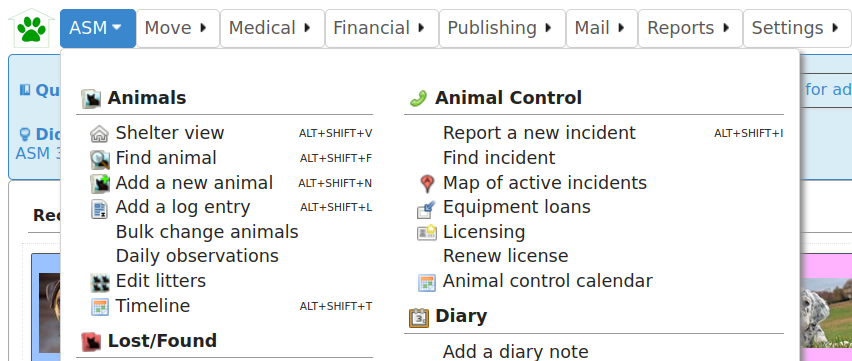 ASM
Move
Medical
Financial
Publishing
Mail
Reports
Settings
Qu
for ad
Did
ASM 3
Rec
Animals
Shelter view ALT+SHIFT+V
Find animal ALT+SHIFT+F
Add a new animal ALT+SHIFT+N
Add a log entry ALT+SHIFT+L
Bulk change animals
Daily observations
Edit litters
Timeline ALT+SHIFT+T
Lost/Found
Animal Control
Report a new incident ALT+SHIFT+I
Find incident
Map of active incidents
Equipment loans
Licensing
Renew license
Animal control calendar
Diary
Add a diary note